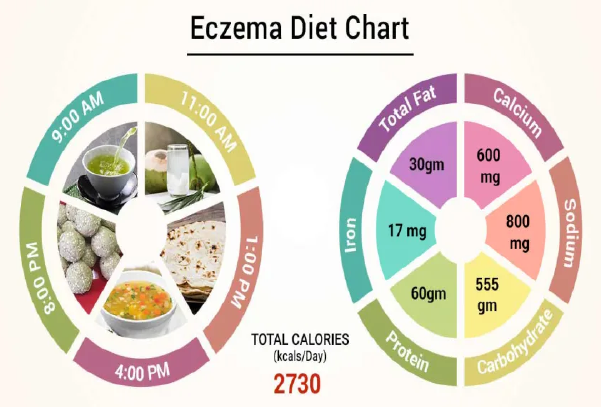 Eczema Diet Chart
9:00 AM
11:00 AM
1:00 PM
4:00 PM
8:00 PM
TOTAL CALORIES
(kcals/Day)
2730
Total Fat
30gm
Calcium
600
mg
Sodium
800
mg
Carbohydrate
555
gm
Protein
60gm
Iron
17 mg